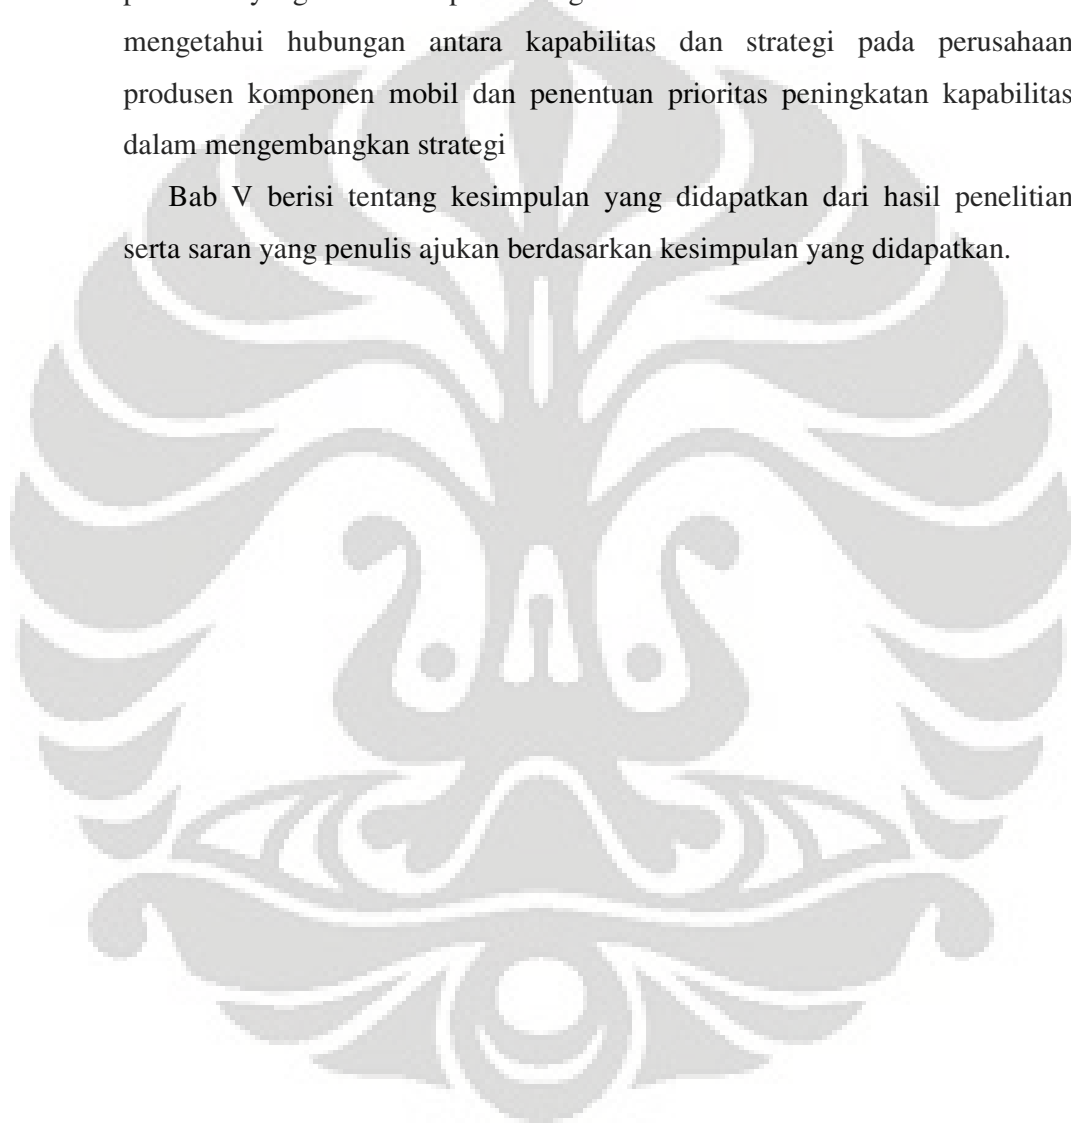 mengetahui hubungan antara kapabilitas dan strategi pada perusahaan
produsen komponen mobil dan penentuan prioritas peningkatan kapabilitas
dalam mengembangkan strategi
Bab V berisi tentang kesimpulan yang didapatkan dari hasil penelitian
serta saran yang penulis ajukan berdasarkan kesimpulan yang didapatkan.